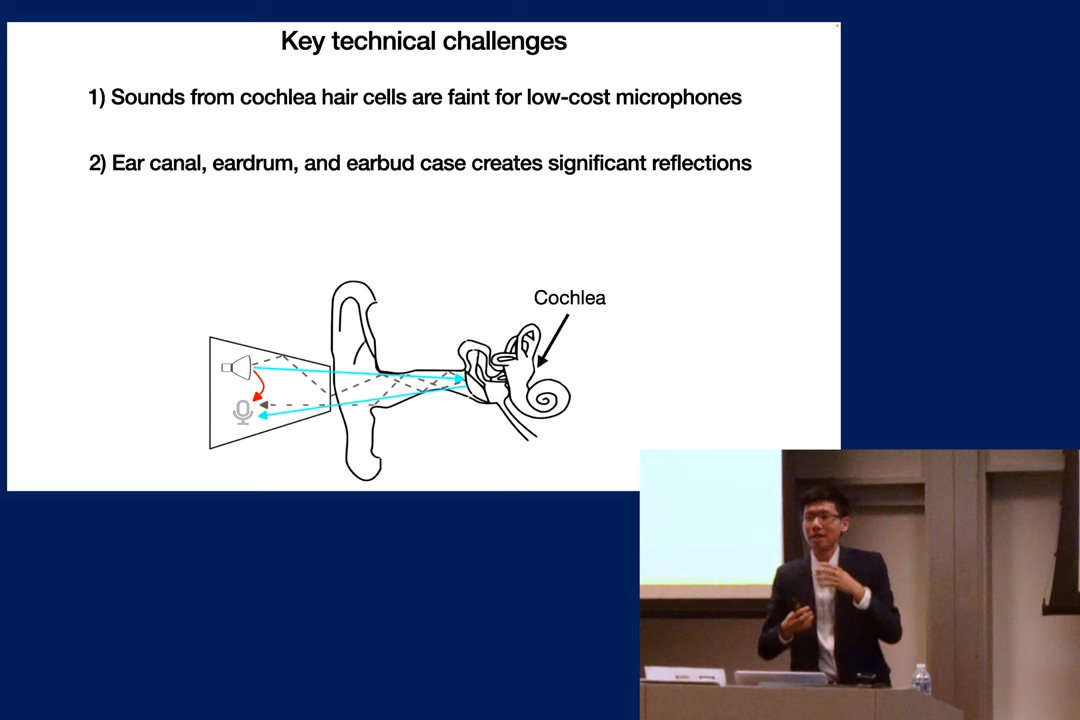 Key technical challenges
1) Sounds from cochlea hair cells are faint for low-cost microphones
2) Ear canal, eardrum, and earbud case creates significant reflections
Cochlea